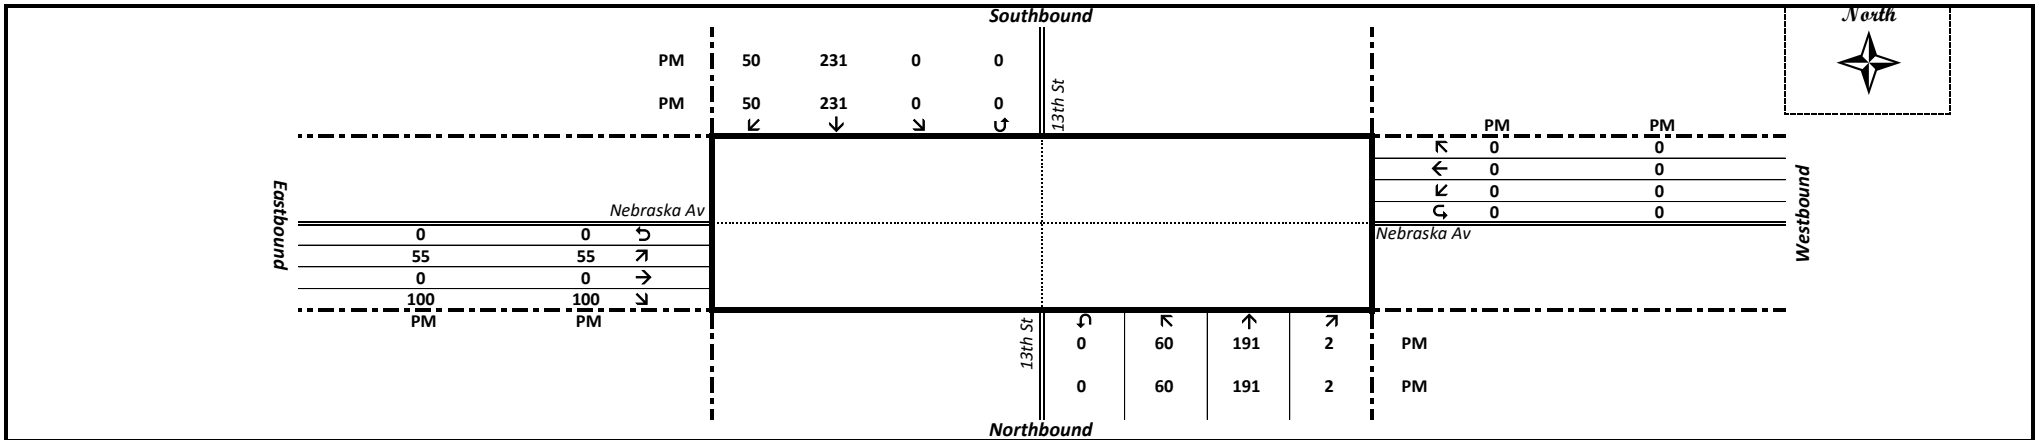 Southbound
North
PM 50 231 0 0
PM 50 231 0 0
↙ ↓ ↘ ↺
13th St
PM PM
↖ 0 0
← 0 0
↙ 0 0
↪ 0 0
Eastbound
Westbound
Nebraska Av
Nebraska Av
0 0 ↩
55 55 ↗
0 0 →
100 100 ↘
PM PM
13th St
↶ ↖ ↑ ↗
0 60 191 2 PM
0 60 191 2 PM
Northbound